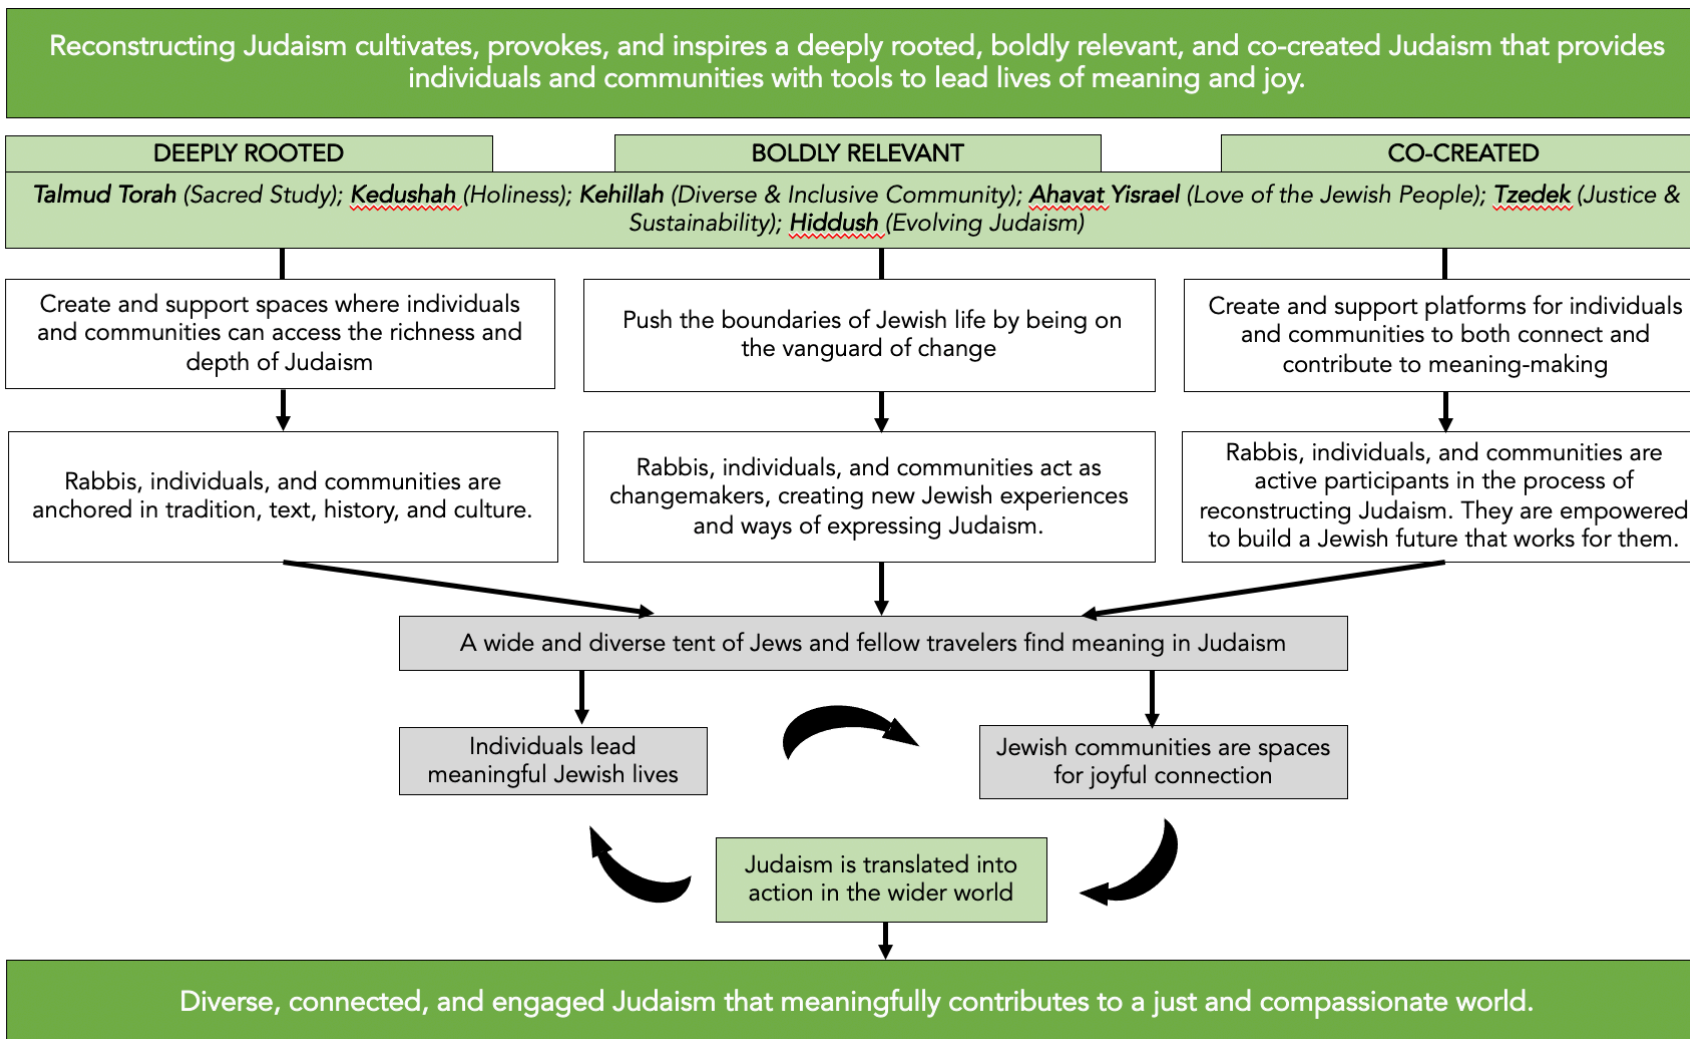 Reconstructing Judaism cultivates, provokes, and inspires a deeply rooted, boldly relevant, and co-created Judaism that provides
individuals and communities with tools to lead lives of meaning and joy.
DEEPLY ROOTED
BOLDLY RELEVANT
CO-CREATED
Talmud Torah (Sacred Study); Kedushah (Holiness); Kehillah (Diverse & Inclusive Community); Ahavat Yisrael (Love of the Jewish People); Tzedek (Justice &
Sustainability); Hiddush (Evolving Judaism)
Create and support spaces where individuals
and communities can access the richness and
depth of Judaism
Push the boundaries of Jewish life by being on
the vanguard of change
Create and support platforms for individuals
and communities to both connect and
contribute to meaning-making
Rabbis, individuals, and communities are
anchored in tradition, text, history, and culture.
Rabbis, individuals, and communities act as
changemakers, creating new Jewish experiences
and ways of expressing Judaism.
Rabbis, individuals, and communities are
active participants in the process of
reconstructing Judaism. They are empowered
to build a Jewish future that works for them.
A wide and diverse tent of Jews and fellow travelers find meaning in Judaism
Individuals lead
meaningful Jewish lives
Jewish communities are spaces
for joyful connection
Judaism is translated into
action in the wider world
Diverse, connected, and engaged Judaism that meaningfully contributes to a just and compassionate world.